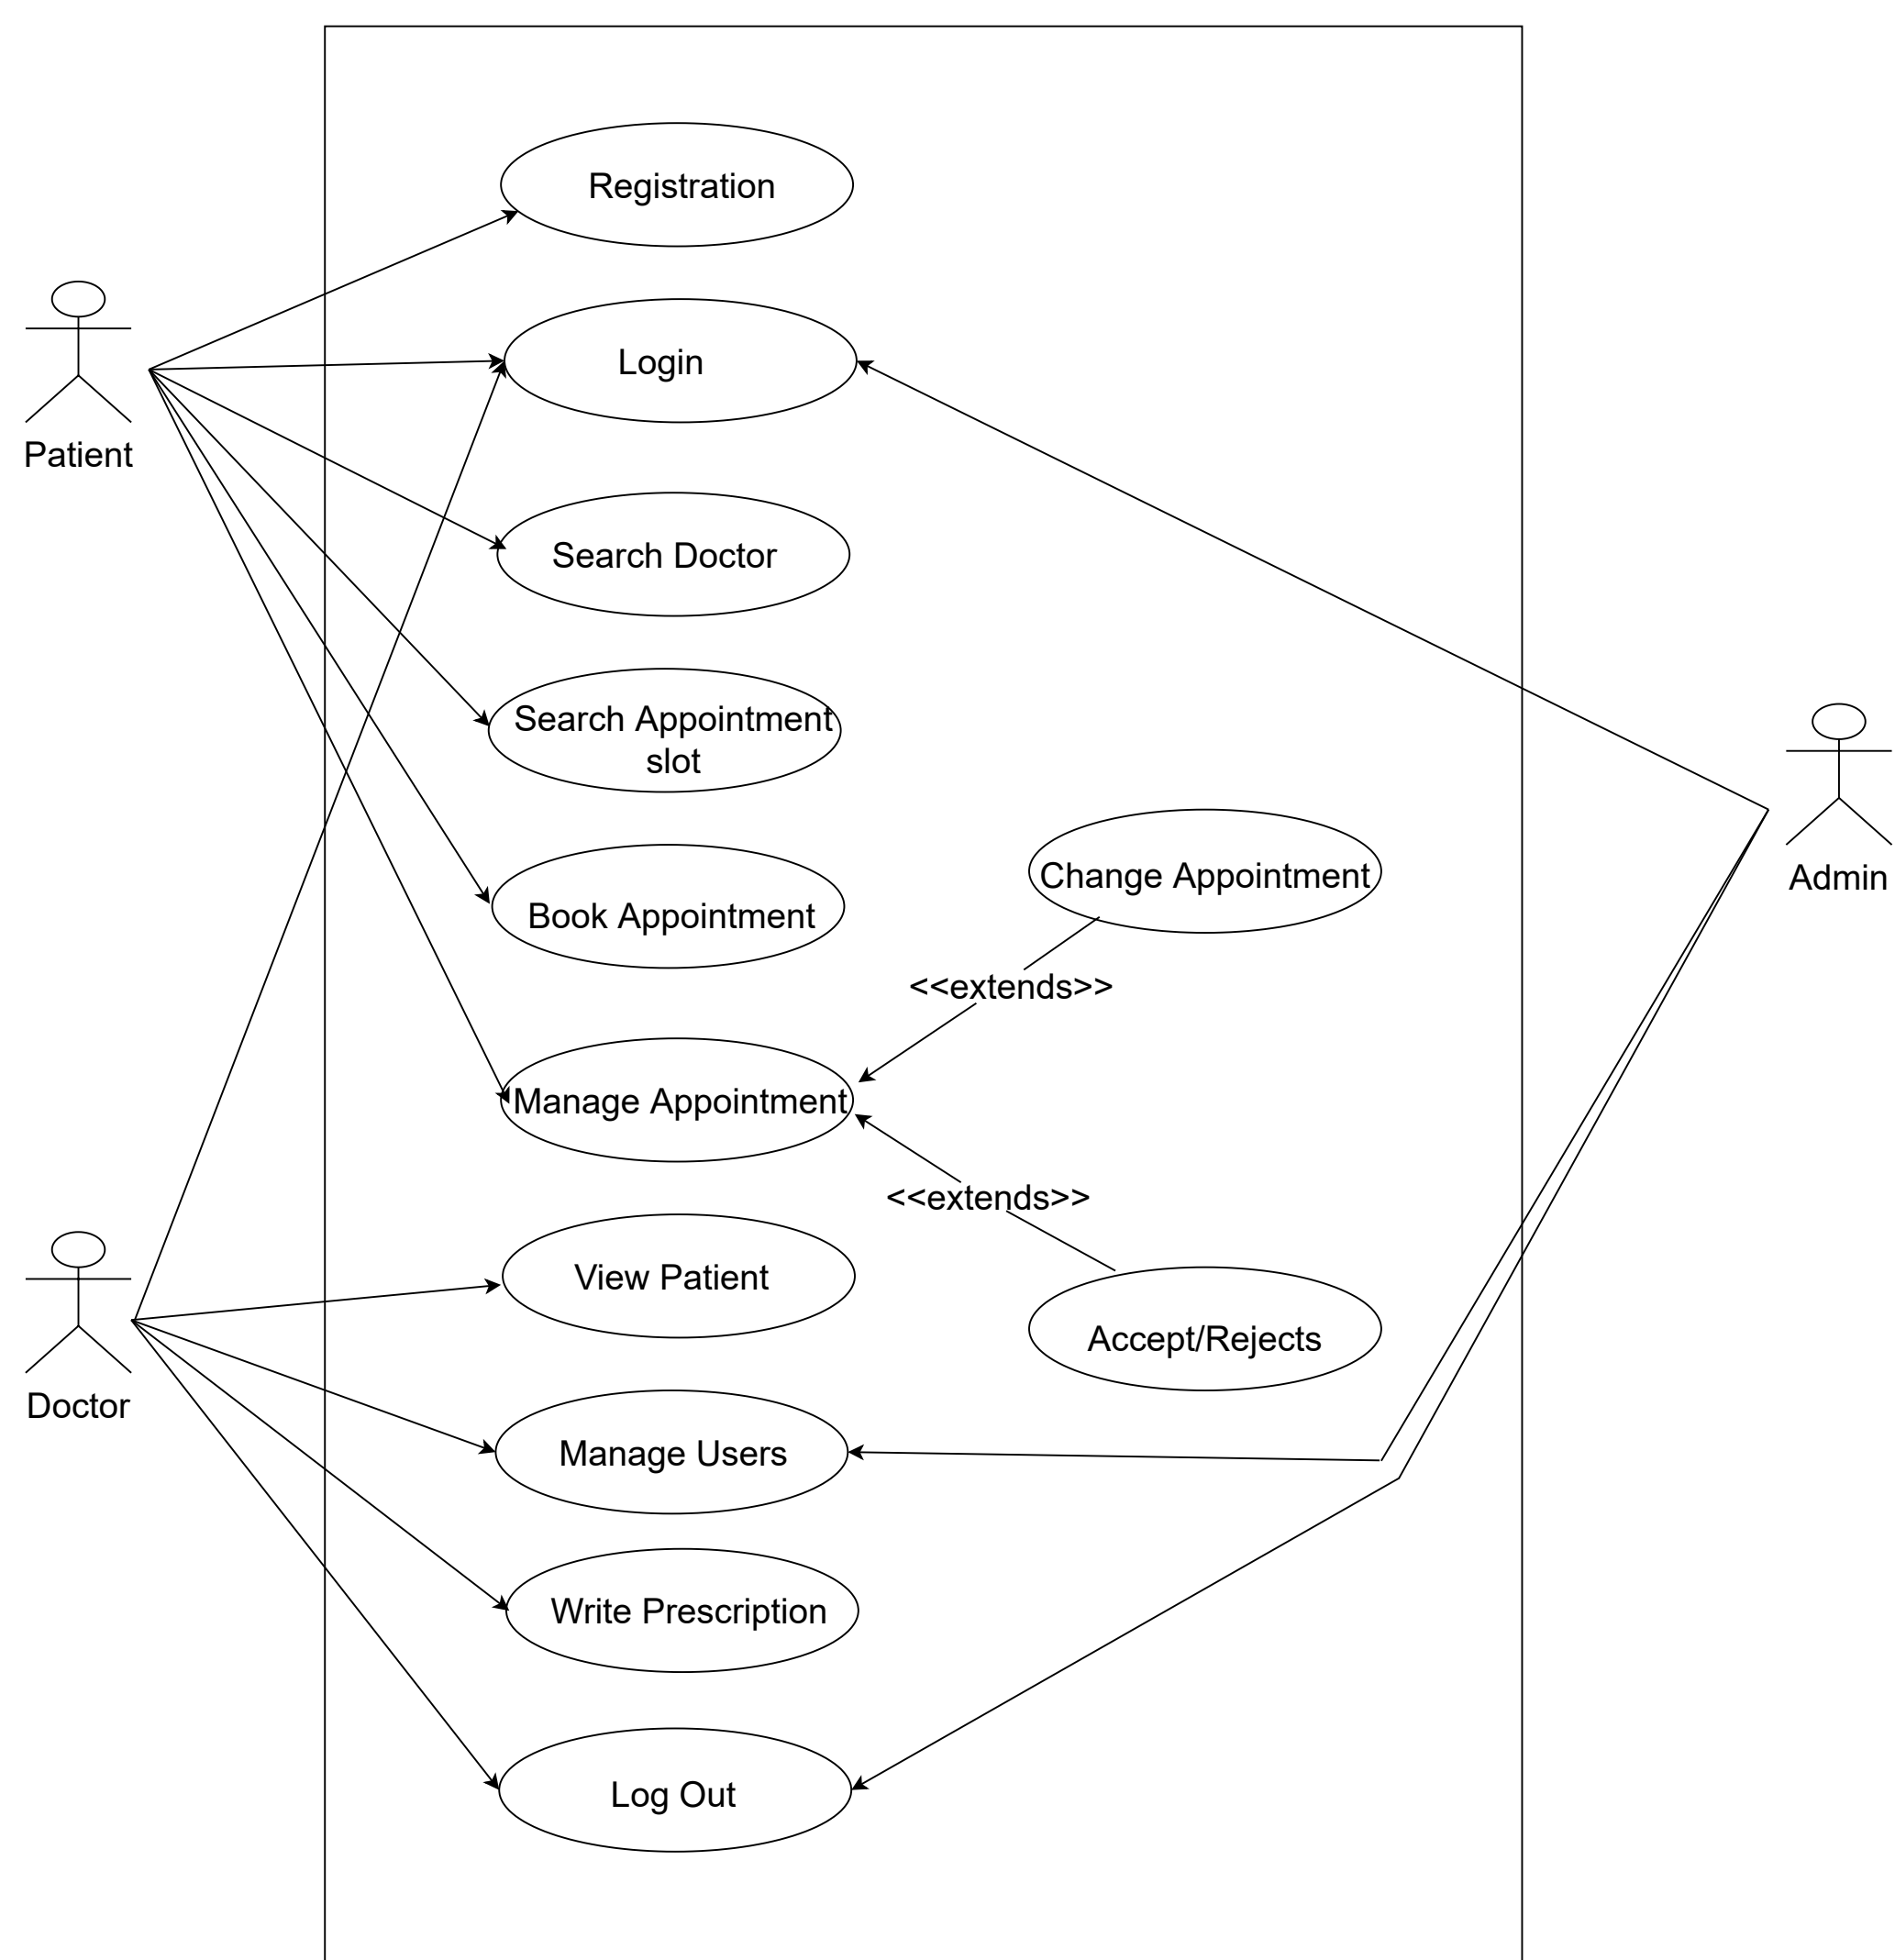 Registration
Login
Patient
Search Doctor
Search Appointment
slot
Change Appointment
Admin
Book Appointment
<<extends>>
Manage Appointment
<<extends>>
View Patient
Accept/Rejects
Doctor
Manage Users
Write Prescription
Log Out